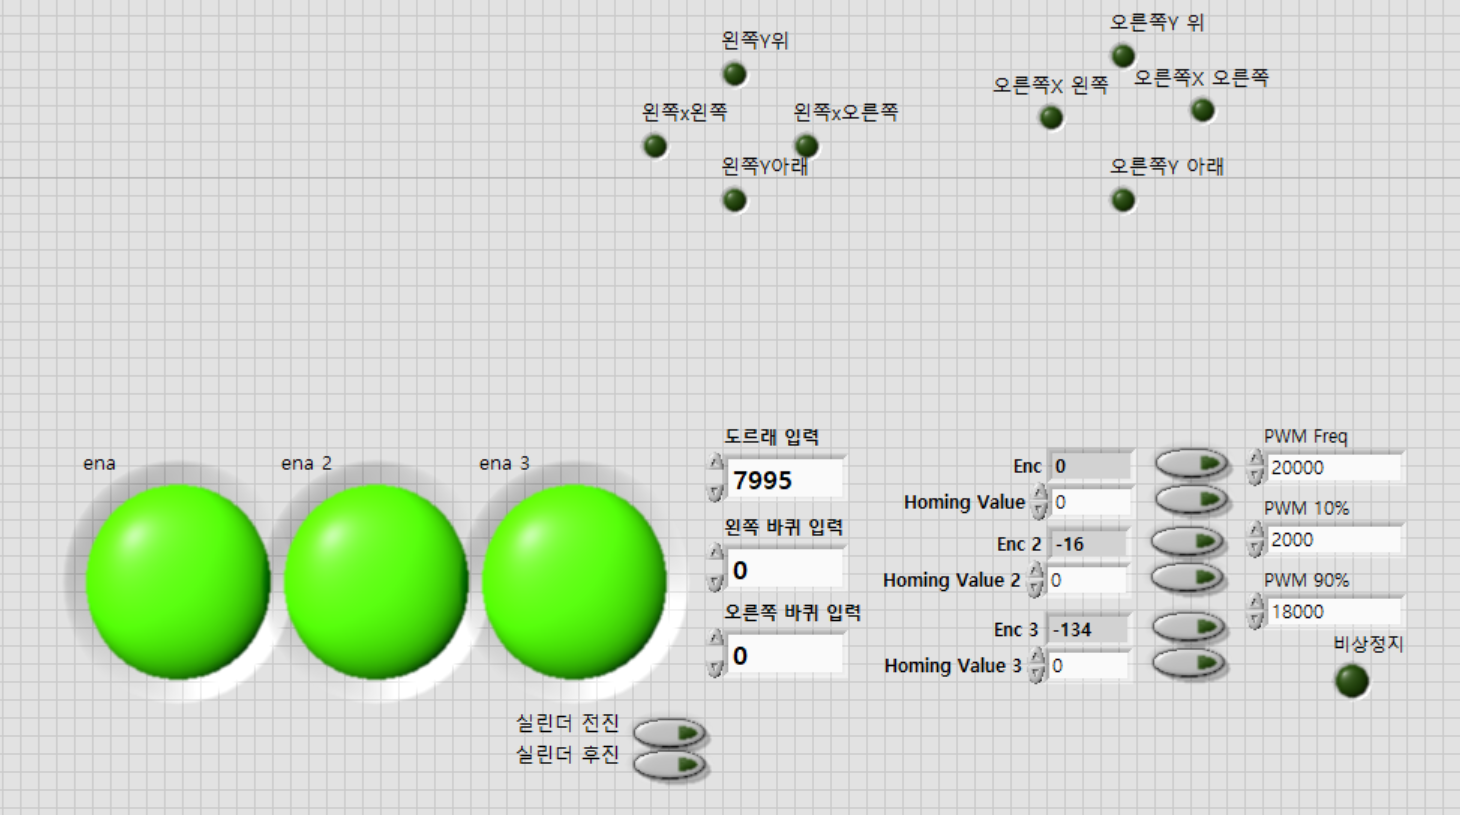 오른쪽Y 위
왼쪽Y위
오른쪽X 왼쪽
오른쪽X 오른쪽
왼쪽x왼쪽
왼쪽x오른쪽
왼쪽Y아래
오른쪽Y 아래
ena
ena 2
ena 3
도르래 입력
7995
왼쪽 바퀴 입력
0
오른쪽 바퀴 입력
0
Enc 0
Homing Value 0
Enc 2 -16
Homing Value 2 0
Enc 3 -134
Homing Value 3 0
PWM Freq
20000
PWM 10%
2000
PWM 90%
18000
비상정지
실린더 전진
실린더 후진